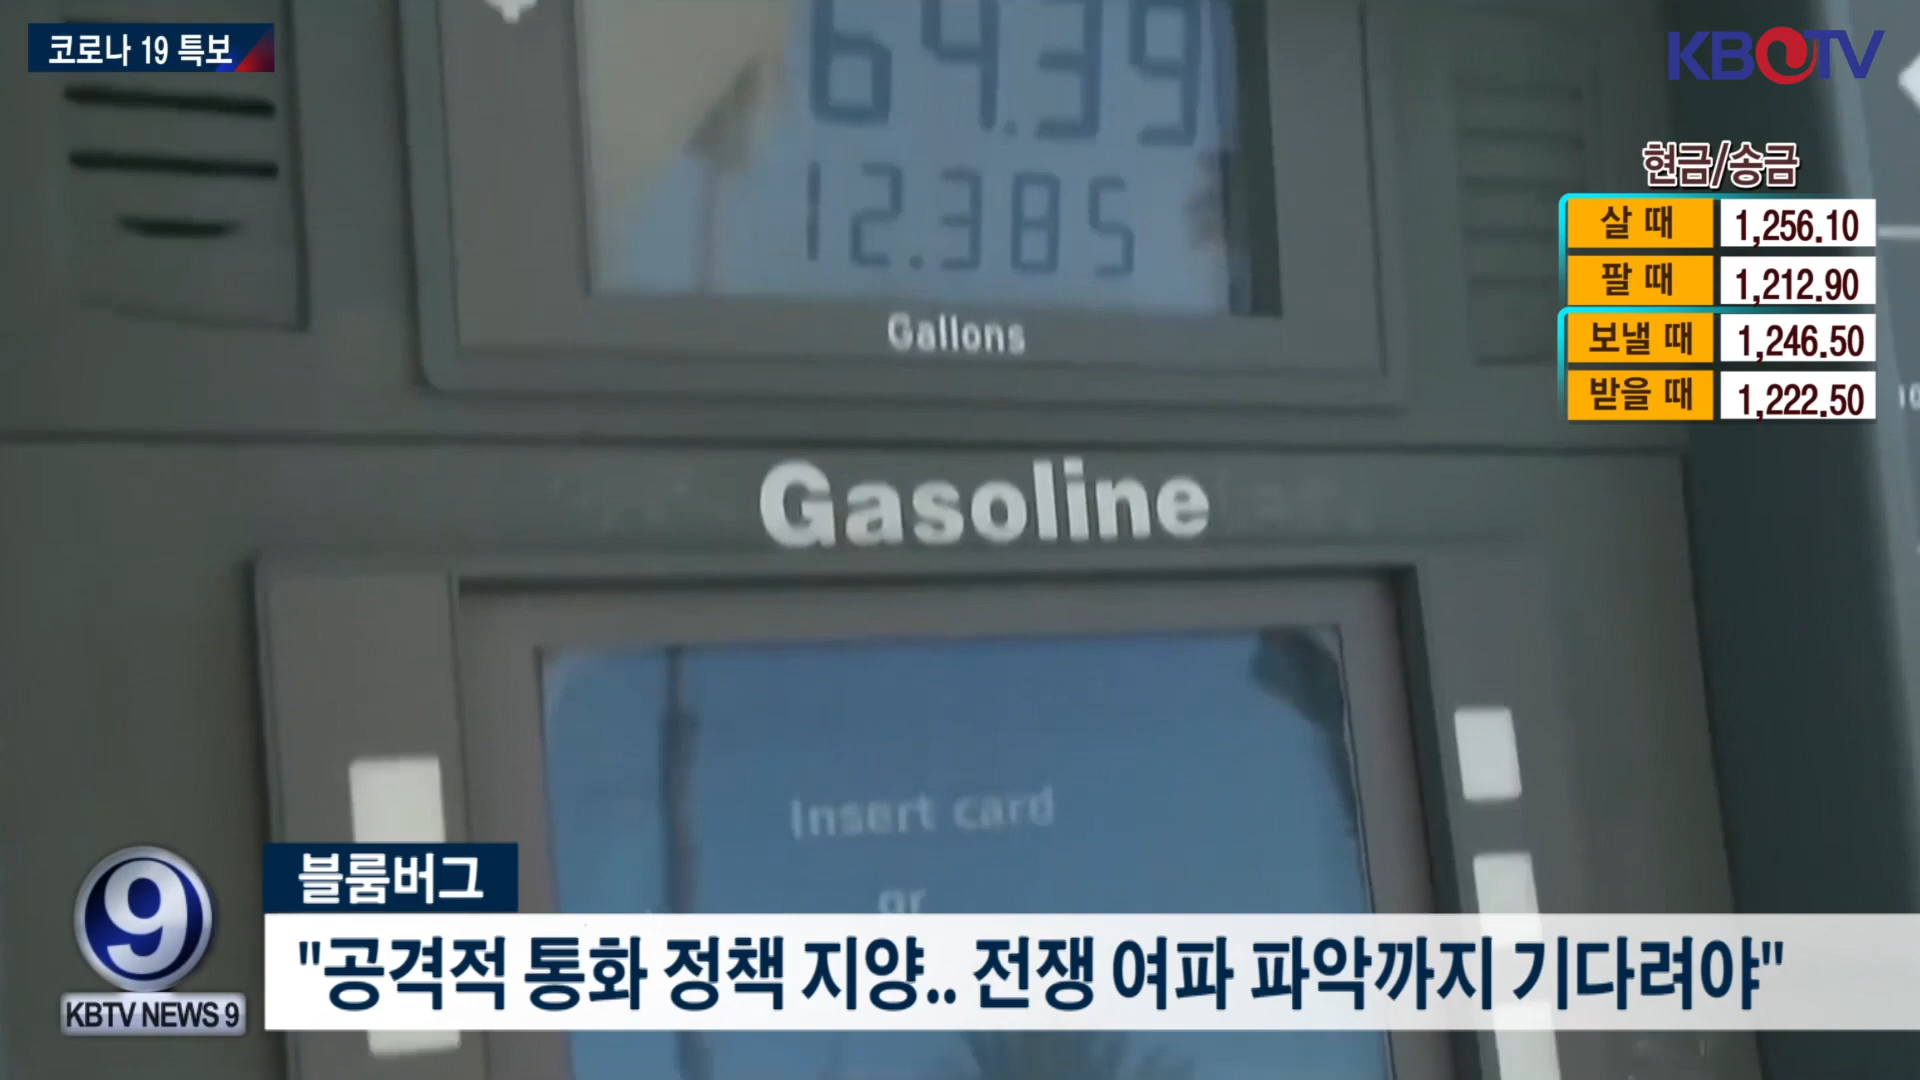 코로나 19 특보
KBTV
64.39
12.385
Gallons
Gasoline
Insert card
or
현금/송금
살 때 1,256.10
팔 때 1,212.90
보낼 때 1,246.50
받을 때 1,222.50
9
KBTV NEWS 9
블룸버그
"공격적 통화 정책 지양.. 전쟁 여파 파악까지 기다려야"